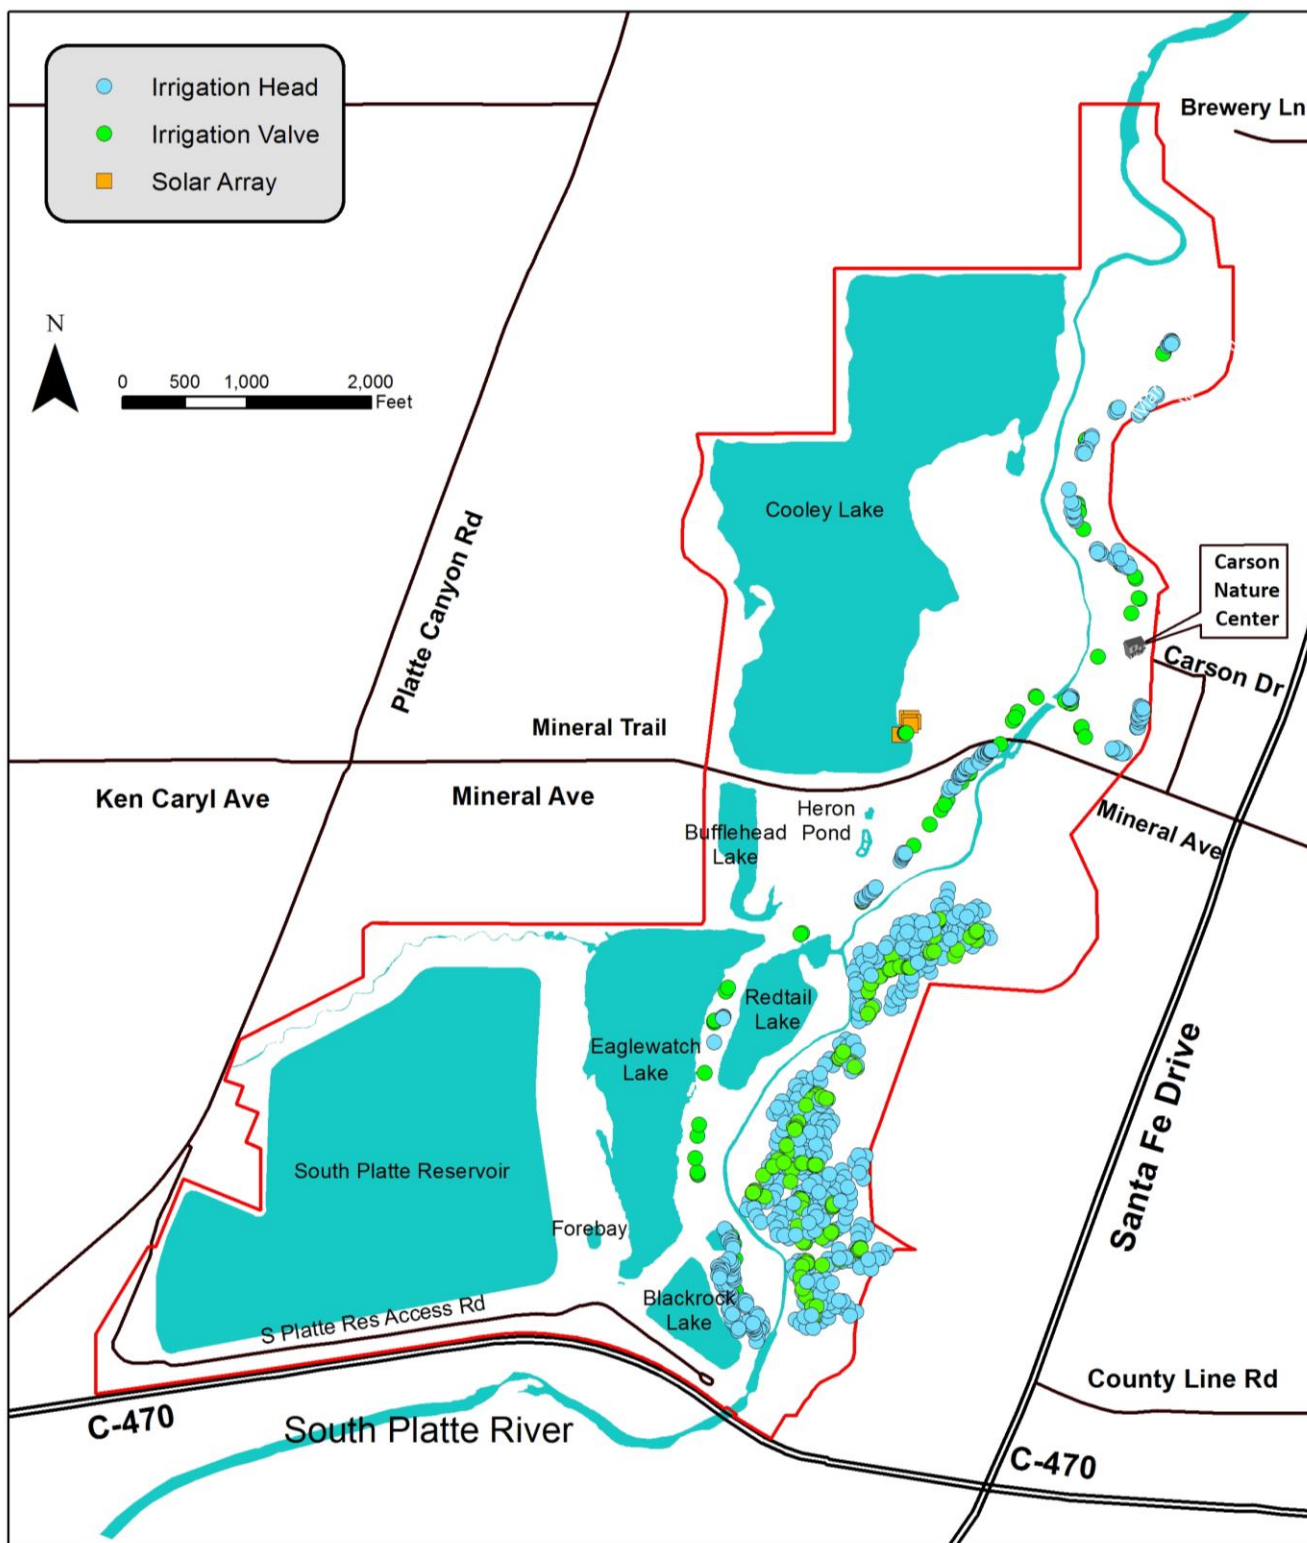 Irrigation Head
Irrigation Valve
Solar Array
Brewery Ln
N
0 500 1,000 2,000
Feet
Cooley Lake
Platte Canyon Rd
Carson
Nature
Center
Carson Dr
Mineral Trail
Ken Caryl Ave
Mineral Ave
Heron
Pond
Bufflehead
Lake
Mineral Ave
Redtail
Lake
Eaglewatch
Lake
Santa Fe Drive
South Platte Reservoir
Forebay
Blackrock
Lake
S Platte Res Access Rd
County Line Rd
C-470
South Platte River
C-470